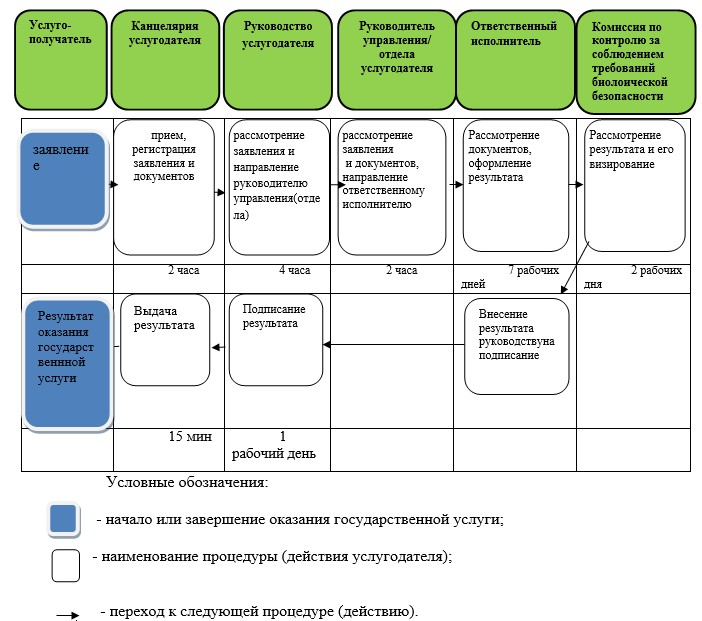 Услуго-
получатель
Канцелярия
услугодателя
Руководство
услугодателя
Руководитель
управления/
отдела
услугодателя
Ответственный
исполнитель
Комиссия по
контролю за
соблюдением
требований
биолоической
безопасности
заявлени
е
прием,
регистрация
заявления и
документов
рассмотрение
заявления и
направление
руководителю
управления(отде
ла)
рассмотрение
заявления
и документов,
направление
ответственному
исполнителю
Рассмотрение
документов,
оформление
результата
Рассмотрение
результата и его
визирование
2 часа
4 часа
2 часа
7 рабочих
дней
2 рабочих
дня
Результат
оказания
государст
веннной
услуги
Выдача
результата
Подписание
результата
Внесение
результата
руководствуна
подписание
15 мин
1
рабочий день
Условные обозначения:
- начало или завершение оказания государственной услуги;
- наименование процедуры (действия услугодателя);
- переход к следующей процедуре (действию).